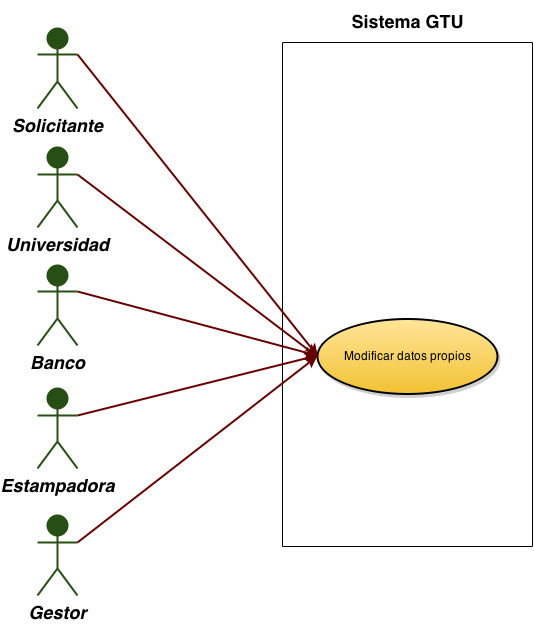 Sistema GTU
Solicitante
Universidad
Banco
Modificar datos propios
Estampadora
Gestor